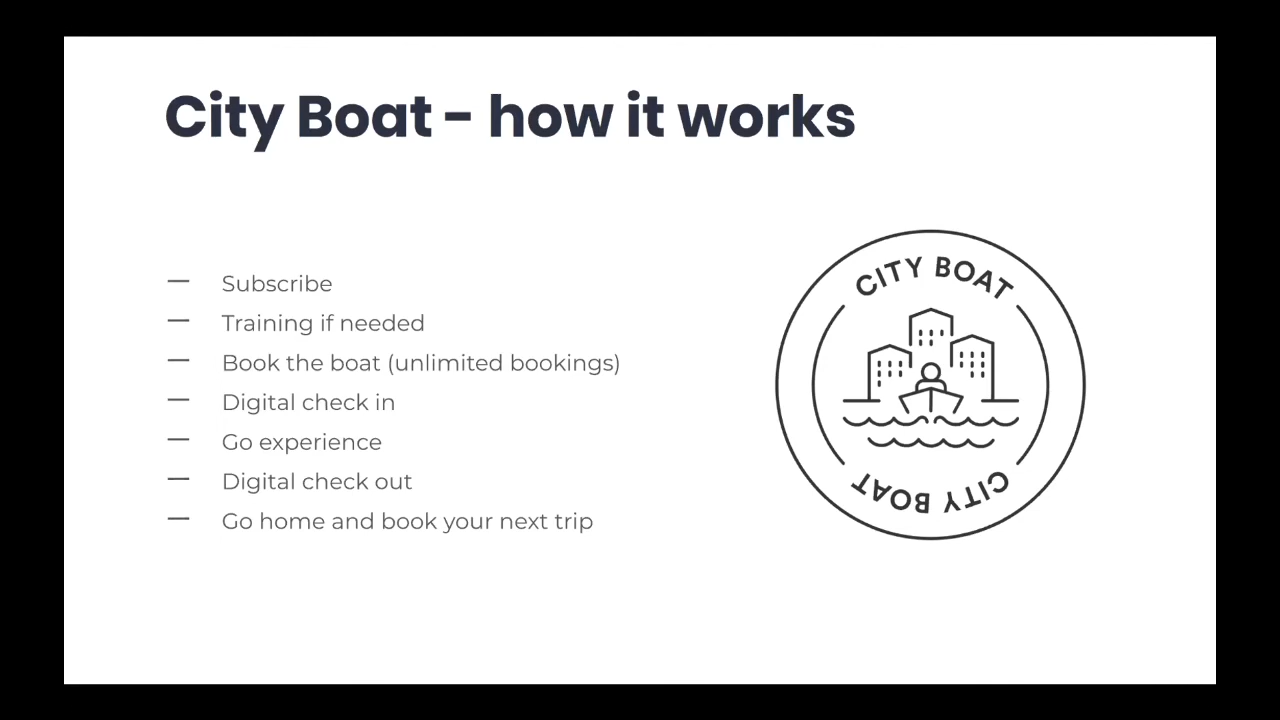 City Boat - how it works
— Subscribe
— Training if needed
— Book the boat (unlimited bookings)
— Digital check in
— Go experience
— Digital check out
— Go home and book your next trip
CITY BOAT
CITY BOAT